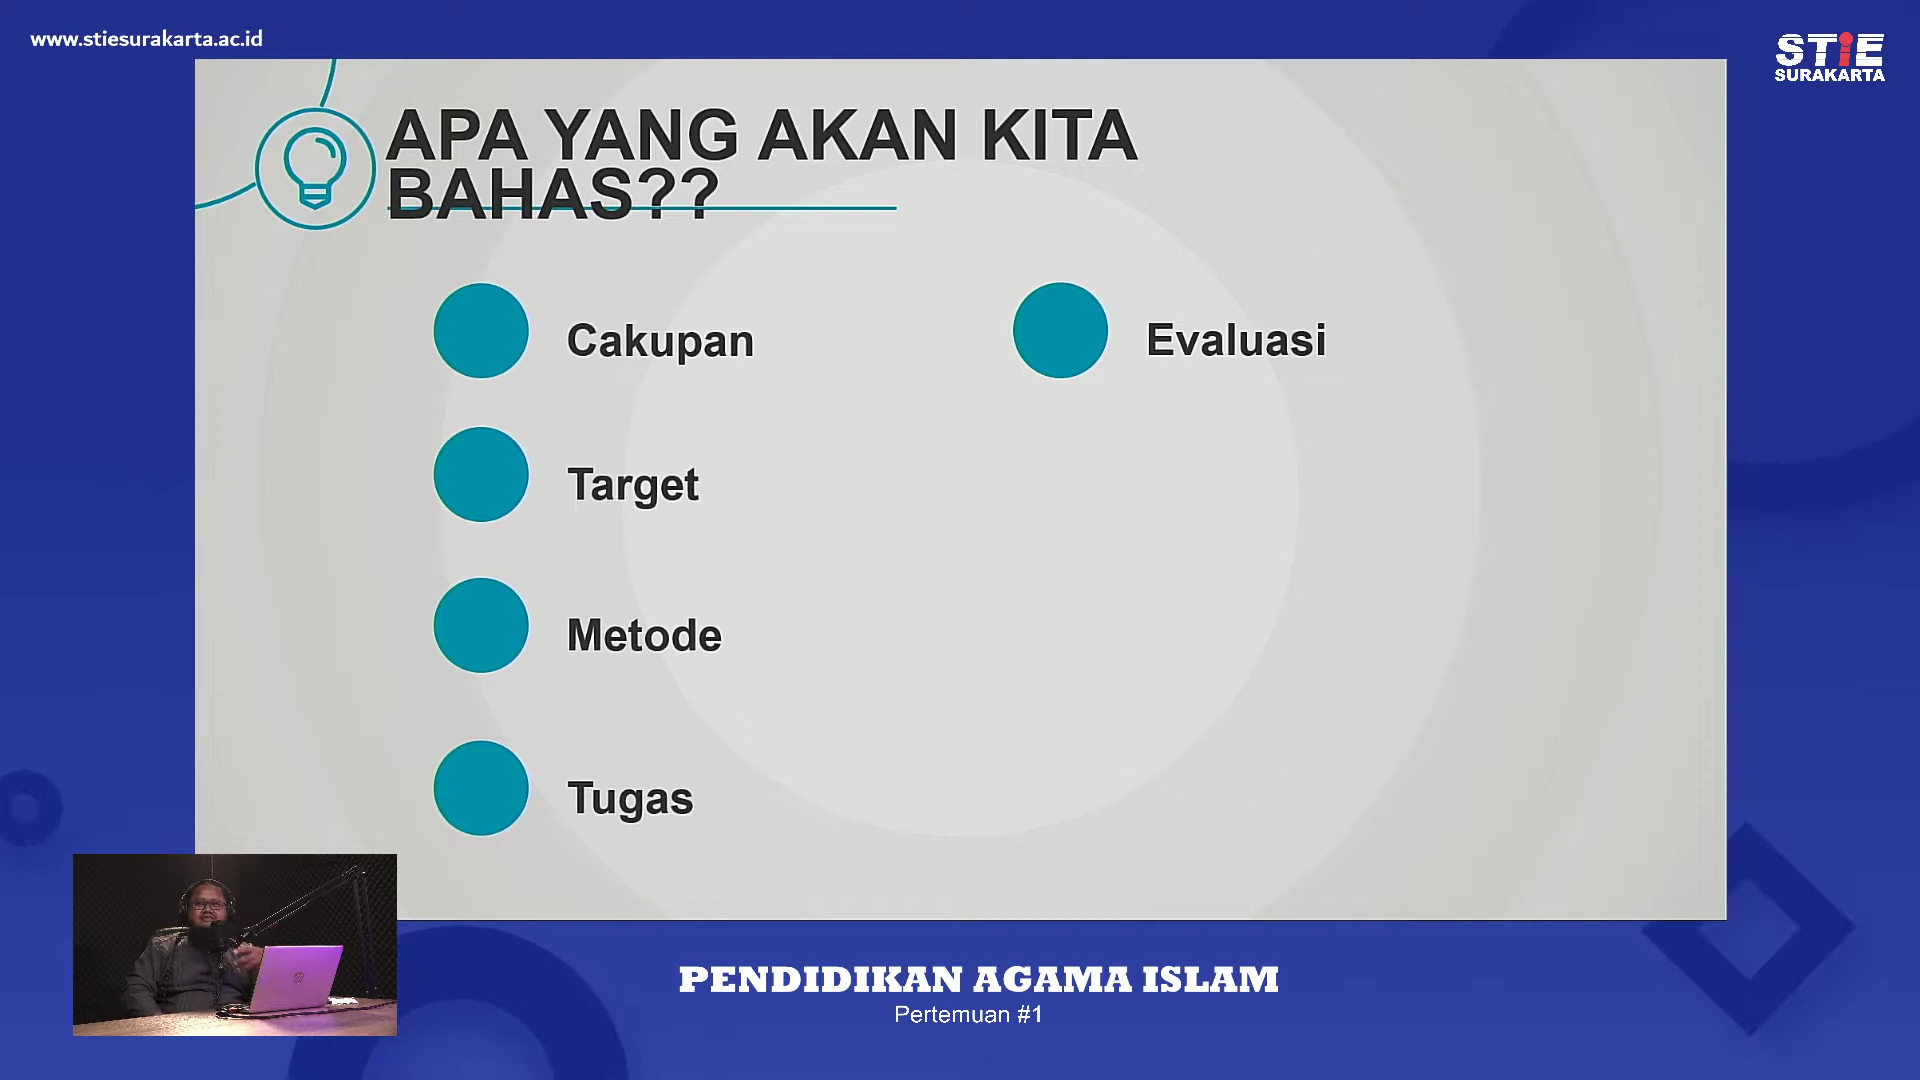 www.stiesurakarta.ac.id
STIE
SURAKARTA
APA YANG AKAN KITA
BAHAS??
Cakupan
Evaluasi
Target
Metode
Tugas
PENDIDIKAN AGAMA ISLAM
Pertemuan #1